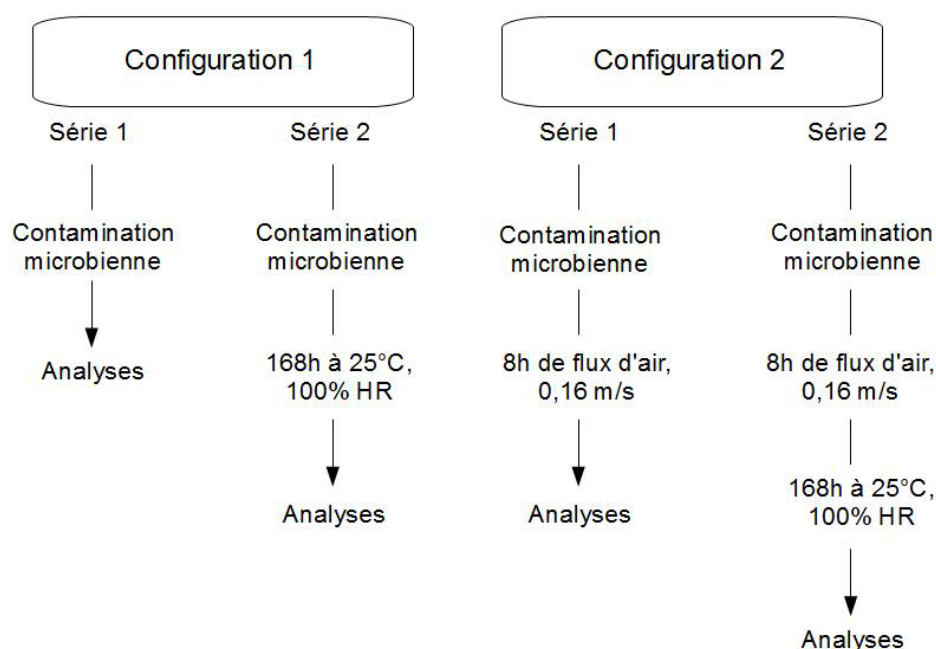 Configuration 1
Série 1
Contamination
microbienne
Analyses
Série 2
Contamination
microbienne
168h à 25°C,
100% HR
Analyses
Configuration 2
Série 1
Contamination
microbienne
8h de flux d'air,
0,16 m/s
Analyses
Série 2
Contamination
microbienne
8h de flux d'air,
0,16 m/s
168h à 25°C,
100% HR
Analyses